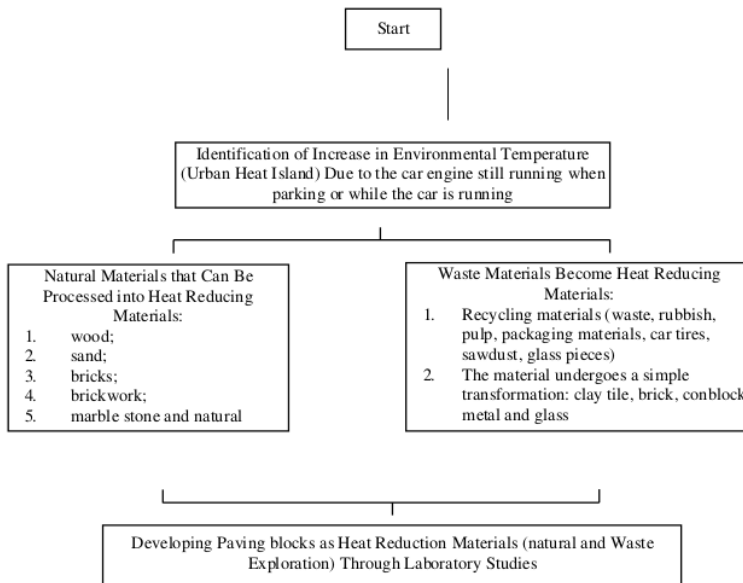 Start
Identification of Increase in Environmental Temperature
(Urban Heat Island) Due to the car engine still running when
parking or while the car is running
Natural Materials that Can Be
Processed into Heat Reducing
Materials:
1. wood;
2. sand;
3. bricks;
4. brickwork;
5. marble stone and natural
Waste Materials Become Heat Reducing
Materials:
1. Recycling materials (waste, rubbish,
pulp, packaging materials, car tires,
sawdust, glass pieces)
2. The material undergoes a simple
transformation: clay tile, brick, conblock,
metal and glass
Developing Paving blocks as Heat Reduction Materials (natural and Waste
Exploration) Through Laboratory Studies